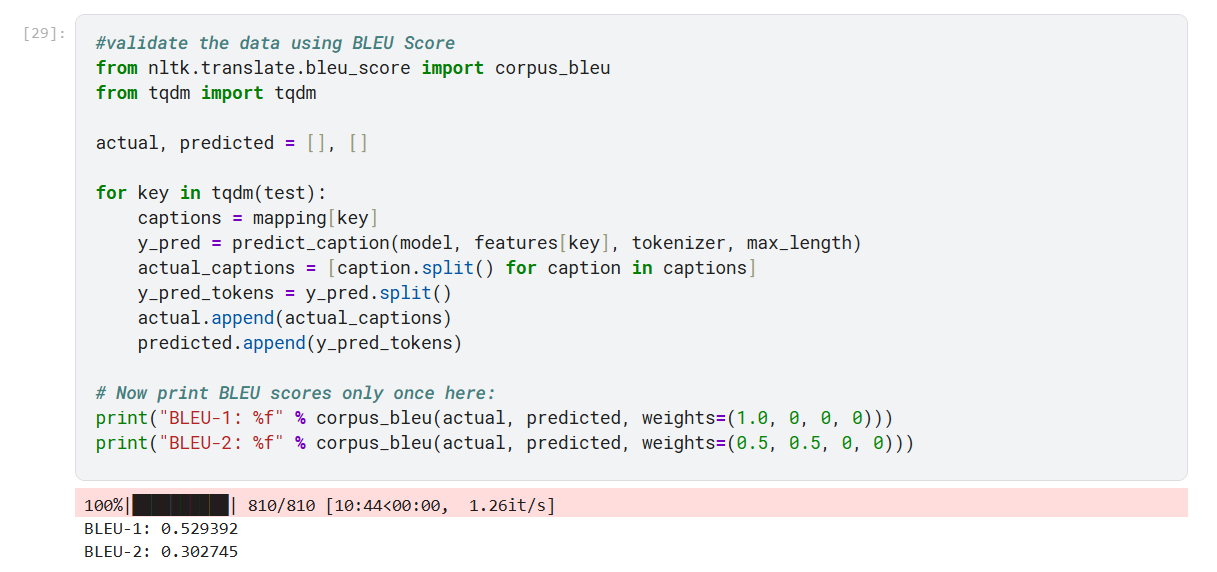 [29]:
#validate the data using BLEU Score
from nltk.translate.bleu_score import corpus_bleu
from tqdm import tqdm
actual, predicted = [], []
for key in tqdm(test):
    captions = mapping[key]
    y_pred = predict_caption(model, features[key], tokenizer, max_length)
    actual_captions = [caption.split() for caption in captions]
    y_pred_tokens = y_pred.split()
    actual.append(actual_captions)
    predicted.append(y_pred_tokens)
# Now print BLEU scores only once here:
print("BLEU-1: %f" % corpus_bleu(actual, predicted, weights=(1.0, 0, 0, 0)))
print("BLEU-2: %f" % corpus_bleu(actual, predicted, weights=(0.5, 0.5, 0, 0)))
100%|██████████| 810/810 [10:44<00:00,  1.26it/s]
BLEU-1: 0.529392
BLEU-2: 0.302745